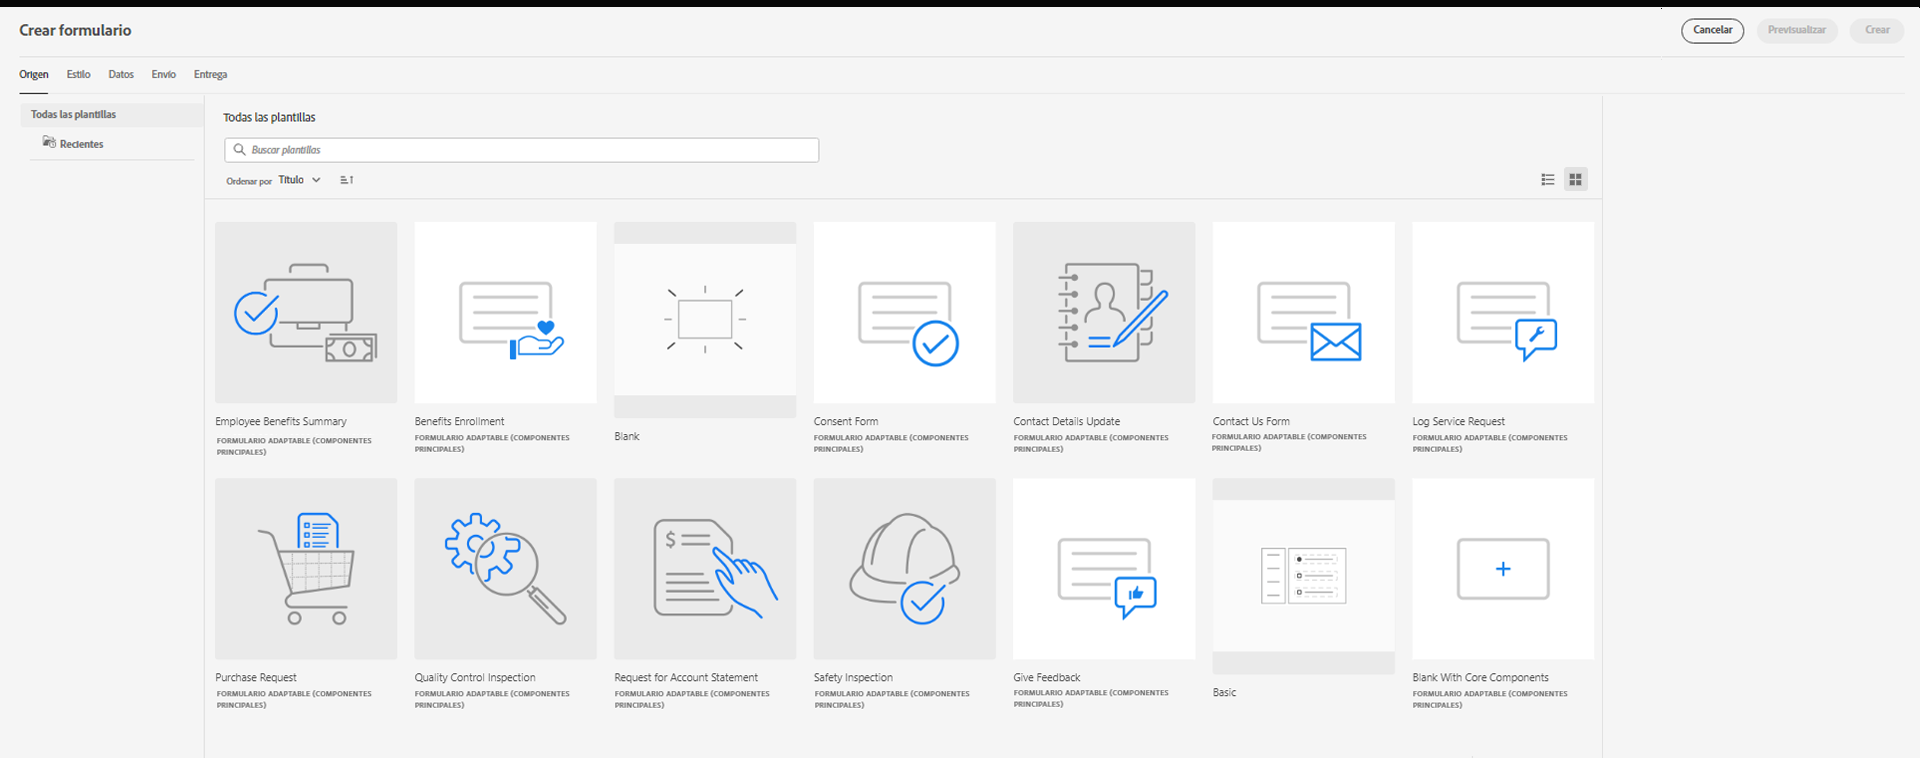 Crear formulario
Cancelar
Previsualizar
Crear
Origen
Estilo
Datos
Envío
Entrega
Todas las plantillas
Recientes
Todas las plantillas
Buscar plantillas
Ordenar por
Título
$
Employee Benefits Summary
FORMULARIO ADAPTABLE (COMPONENTES
PRINCIPALES)
Benefits Enrollment
FORMULARIO ADAPTABLE (COMPONENTES
PRINCIPALES)
Blank
Consent Form
FORMULARIO ADAPTABLE (COMPONENTES
PRINCIPALES)
Contact Details Update
FORMULARIO ADAPTABLE (COMPONENTES
PRINCIPALES)
Contact Us Form
FORMULARIO ADAPTABLE (COMPONENTES
PRINCIPALES)
Log Service Request
FORMULARIO ADAPTABLE (COMPONENTES
PRINCIPALES)
Purchase Request
FORMULARIO ADAPTABLE (COMPONENTES
PRINCIPALES)
Quality Control Inspection
FORMULARIO ADAPTABLE (COMPONENTES
PRINCIPALES)
Request for Account Statement
FORMULARIO ADAPTABLE (COMPONENTES
PRINCIPALES)
Safety Inspection
FORMULARIO ADAPTABLE (COMPONENTES
PRINCIPALES)
Give Feedback
FORMULARIO ADAPTABLE (COMPONENTES
PRINCIPALES)
Basic
Blank With Core Components
FORMULARIO ADAPTABLE (COMPONENTES
PRINCIPALES)